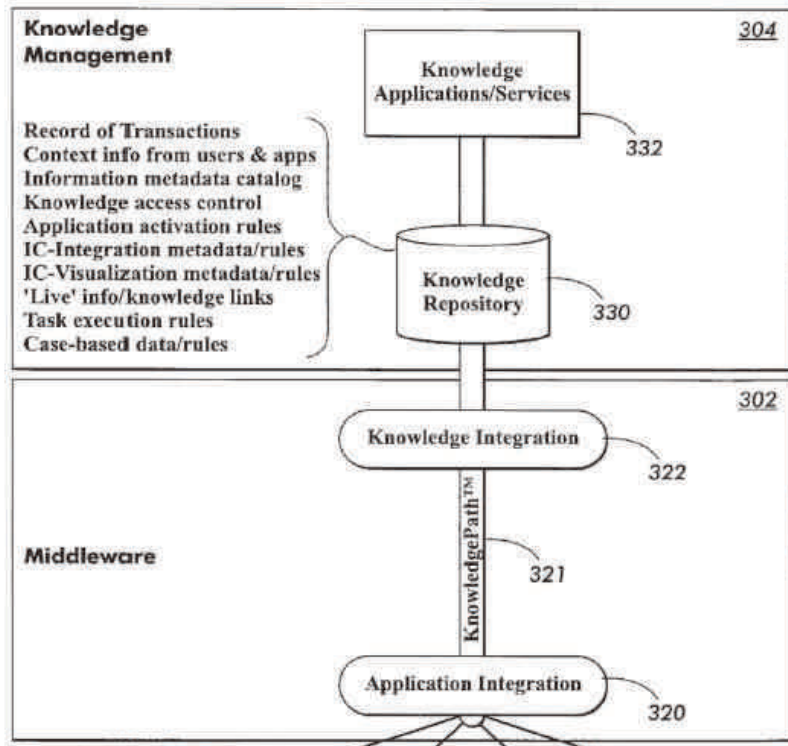 Knowledge
Management
304
Knowledge
Applications/Services
332
Record of Transactions
Context info from users & apps
Information metadata catalog
Knowledge access control
Application activation rules
IC-Integration metadata/rules
IC-Visualization metadata/rules
'Live' info/knowledge links
Task execution rules
Case-based data/rules
Knowledge
Repository
330
302
Knowledge Integration
322
KnowledgePath™
321
Middleware
Application Integration
320